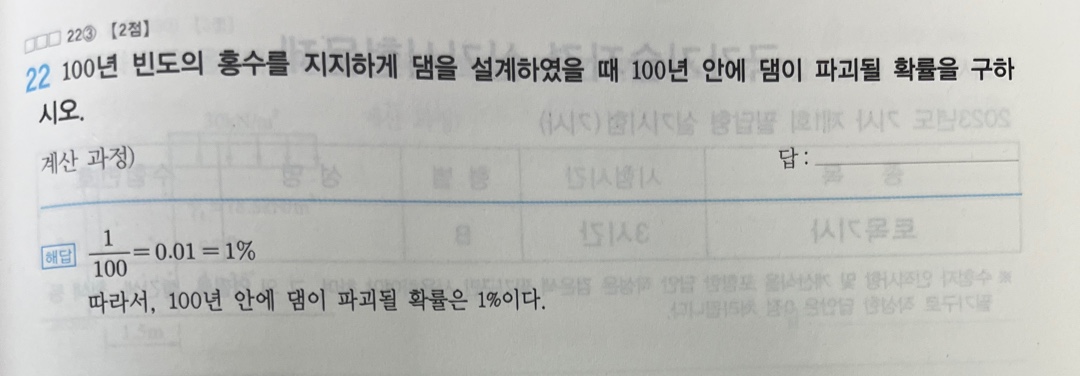 □□□ 22③ 【2점】
22 100년 빈도의 홍수를 지지하게 댐을 설계하였을 때 100년 안에 댐이 파괴될 확률을 구하
시오.
계산 과정) 답 :
해답 1/100 = 0.01 = 1%
따라서, 100년 안에 댐이 파괴될 확률은 1%이다.